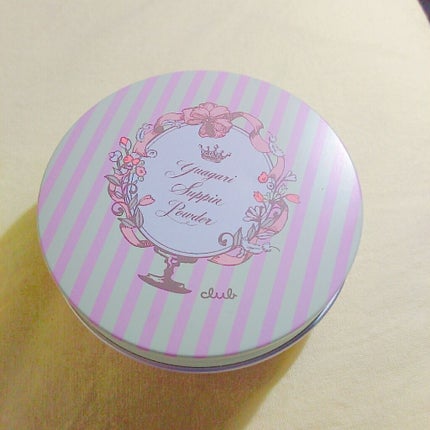 Yuagari
Suppin
Powder
club